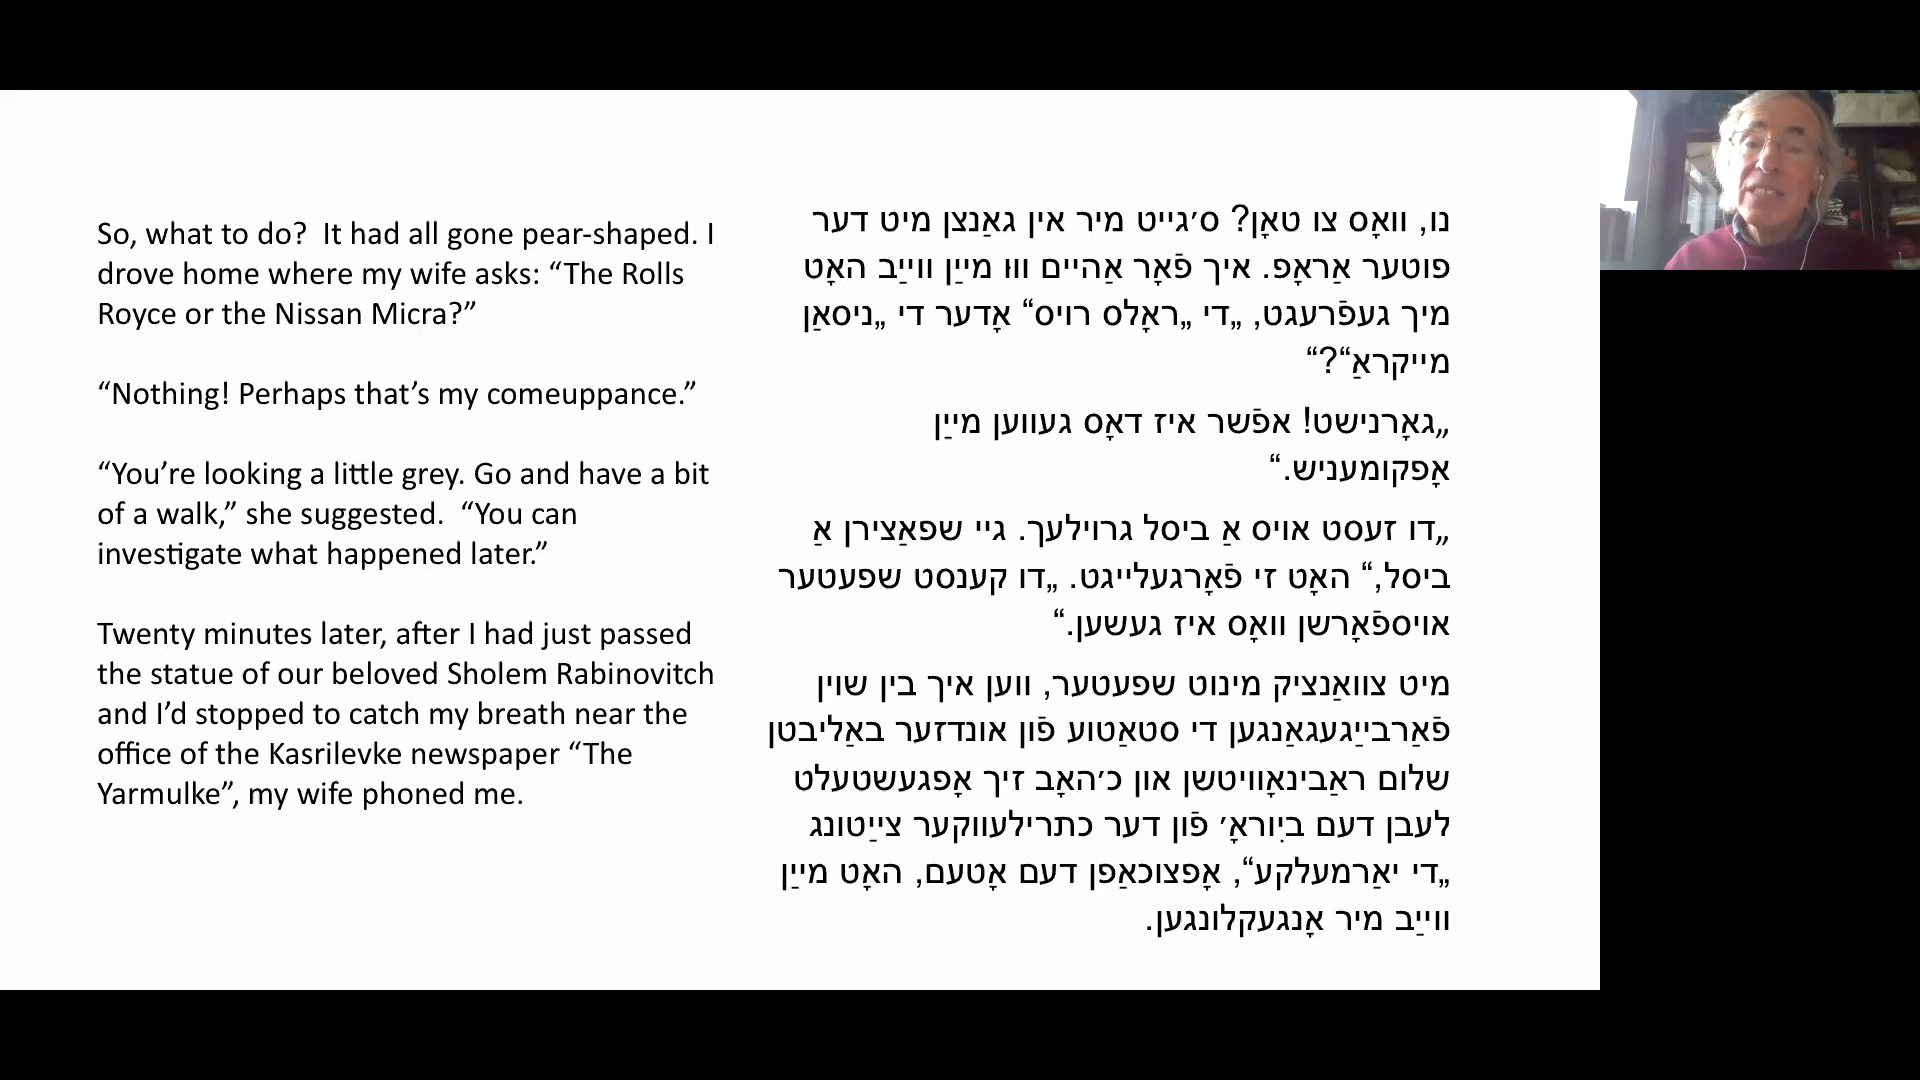 So, what to do?  It had all gone pear-shaped. I
drove home where my wife asks: “The Rolls
Royce or the Nissan Micra?”
“Nothing! Perhaps that’s my comeuppance.”
“You’re looking a little grey. Go and have a bit
of a walk,” she suggested.  “You can
investigate what happened later.”
Twenty minutes later, after I had just passed
the statue of our beloved Sholem Rabinovitch
and I’d stopped to catch my breath near the
office of the Kasrilevke newspaper “The
Yarmulke”, my wife phoned me.
נו, וואָס צו טאָן? ס׳גייט מיר אין גאַנצן מיט דער
פוטער אַראָפּ. איך פֿאָר אַהיים וווּ מײַן ווײַב האָט
מיך געפֿרעגט, „די „ראָלס רויס“ אָדער די „ניסאַן
מייקראַ“?“
„גאָרנישט! אפֿשר איז דאָס געווען מײַן
אָפּקומעניש.“
„דו זעסט אויס אַ ביסל גרוילעך. גיי שפּאַצירן אַ
ביסל,“ האָט זי פֿאָרגעלייגט. „דו קענסט שפּעטער
אויספֿאָרשן וואָס איז געשען.“
מיט צוואַנציק מינוט שפּעטער, ווען איך בין שוין
פֿאַרבײַגעגאַנגען די סטאַטוע פֿון אונדזער באַליבטן
שלום ראַבינאָוויטשן און כ׳האָב זיך אָפּגעשטעלט
לעבן דעם ביִוראָ׳ פֿון דער כתרילעווקער צײַטונג
„די יאַרמעלקע“, אָפּצוכאַפּן דעם אָטעם, האָט מײַן
ווײַב מיר אָנגעקלונגען.